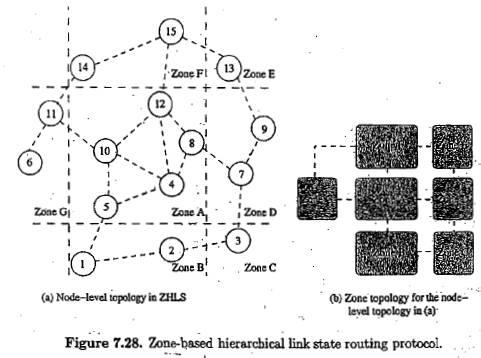 15
14
Zone F
13
Zone E
12
11
9
8
10
6
4
7
5
Zone G
Zone A
Zone D
3
2
1
Zone B
Zone C
(a) Node-level topology in ZHLS
(b) Zone topology for the node-
level topology in (a)
Figure 7.28. Zone-based hierarchical link state routing protocol.